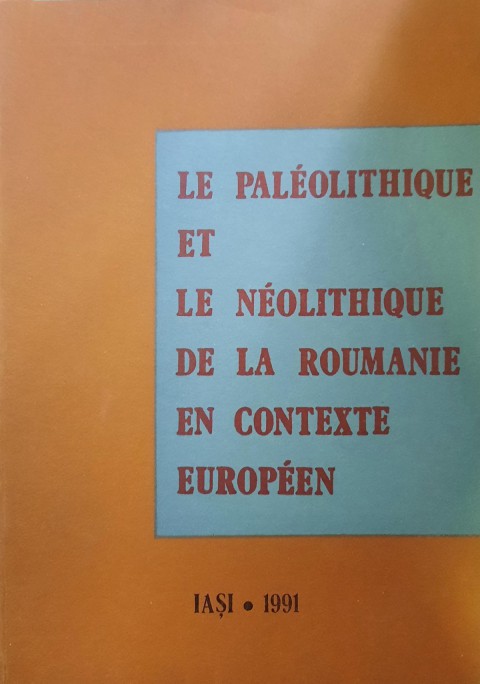 LE PALÉOLITHIQUE
ET
LE NÉOLITHIQUE
DE LA ROUMANIE
EN CONTEXTE
EUROPÉEN
IAȘI • 1991